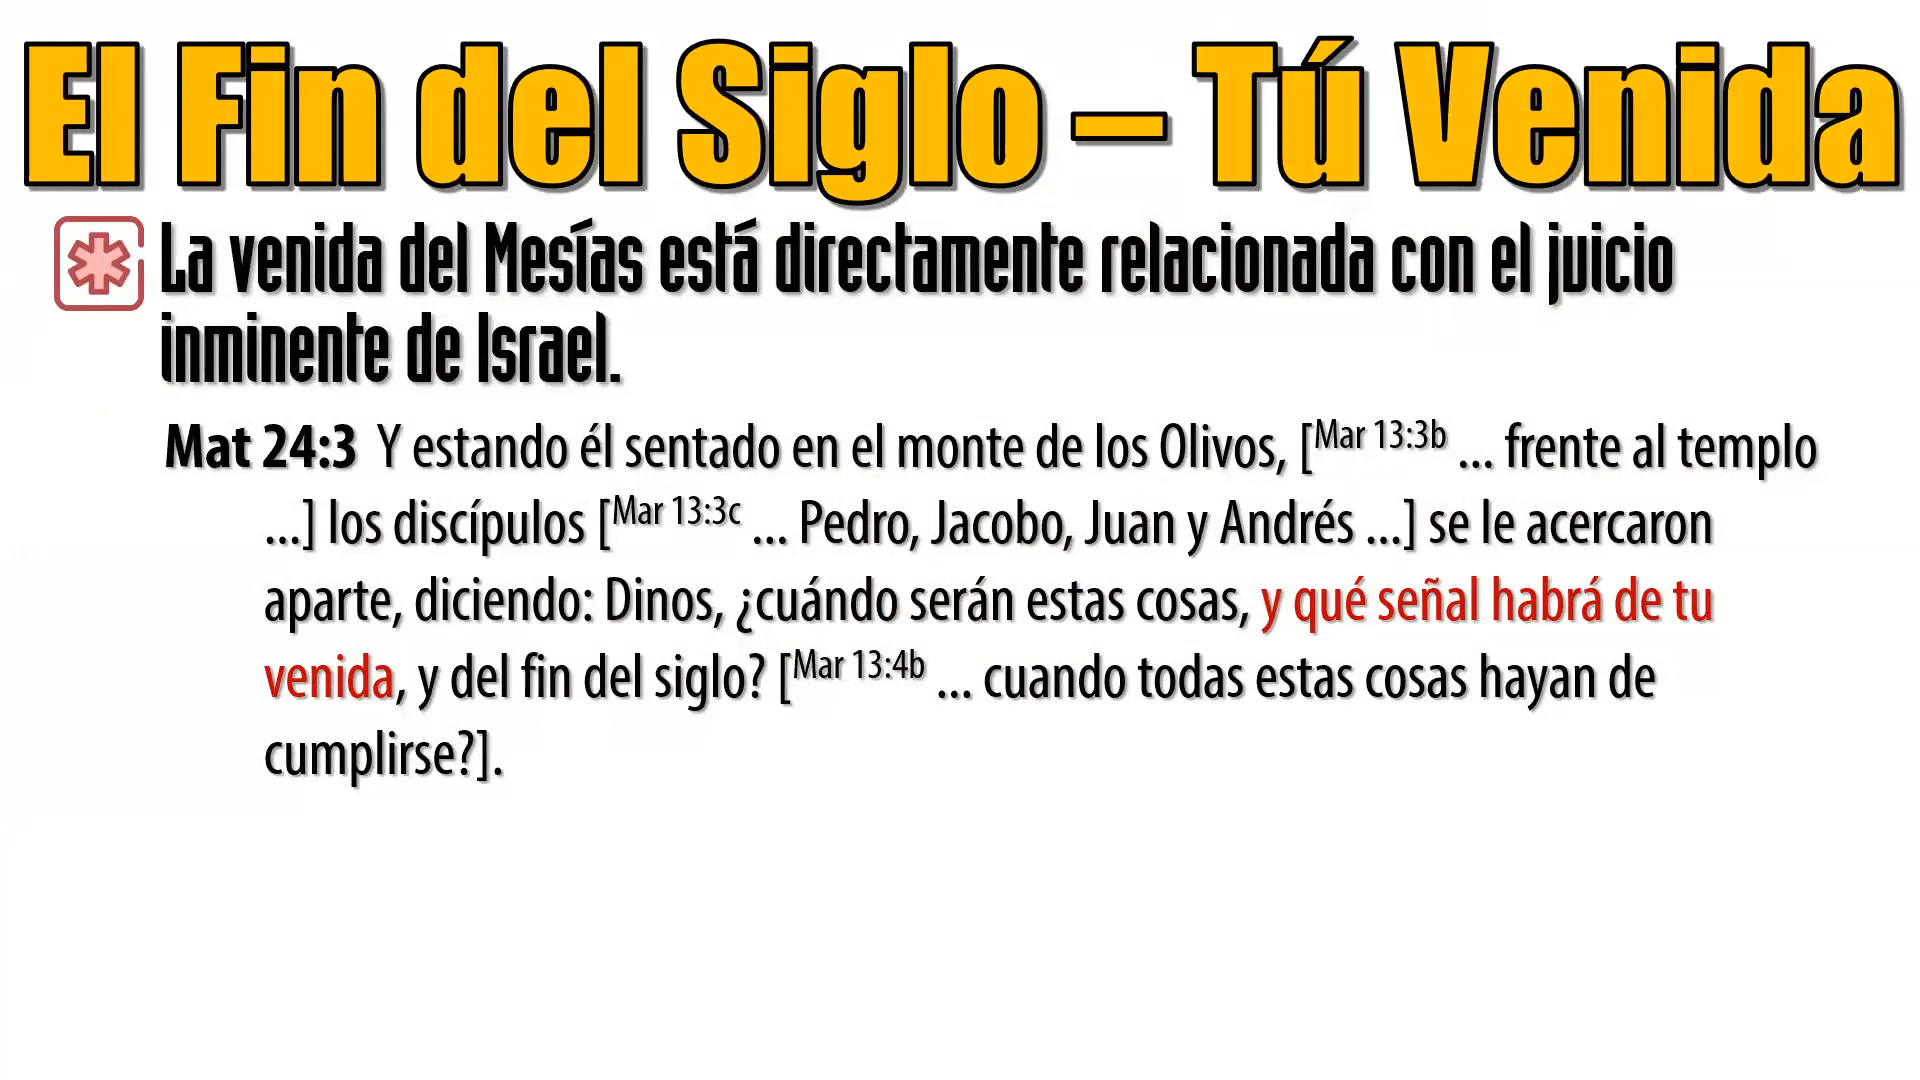 El Fin del Siglo – Tú Venida
La venida del Mesías está directamente relacionada con el juicio
inminente de Israel.
Mat 24:3 Y estando él sentado en el monte de los Olivos, [Mar 13:3b ... frente al templo
...] los discípulos [Mar 13:3c ... Pedro, Jacobo, Juan y Andrés ...] se le acercaron
aparte, diciendo: Dinos, ¿cuándo serán estas cosas, y qué señal habrá de tu
venida, y del fin del siglo? [Mar 13:4b ... cuando todas estas cosas hayan de
cumplirse?].